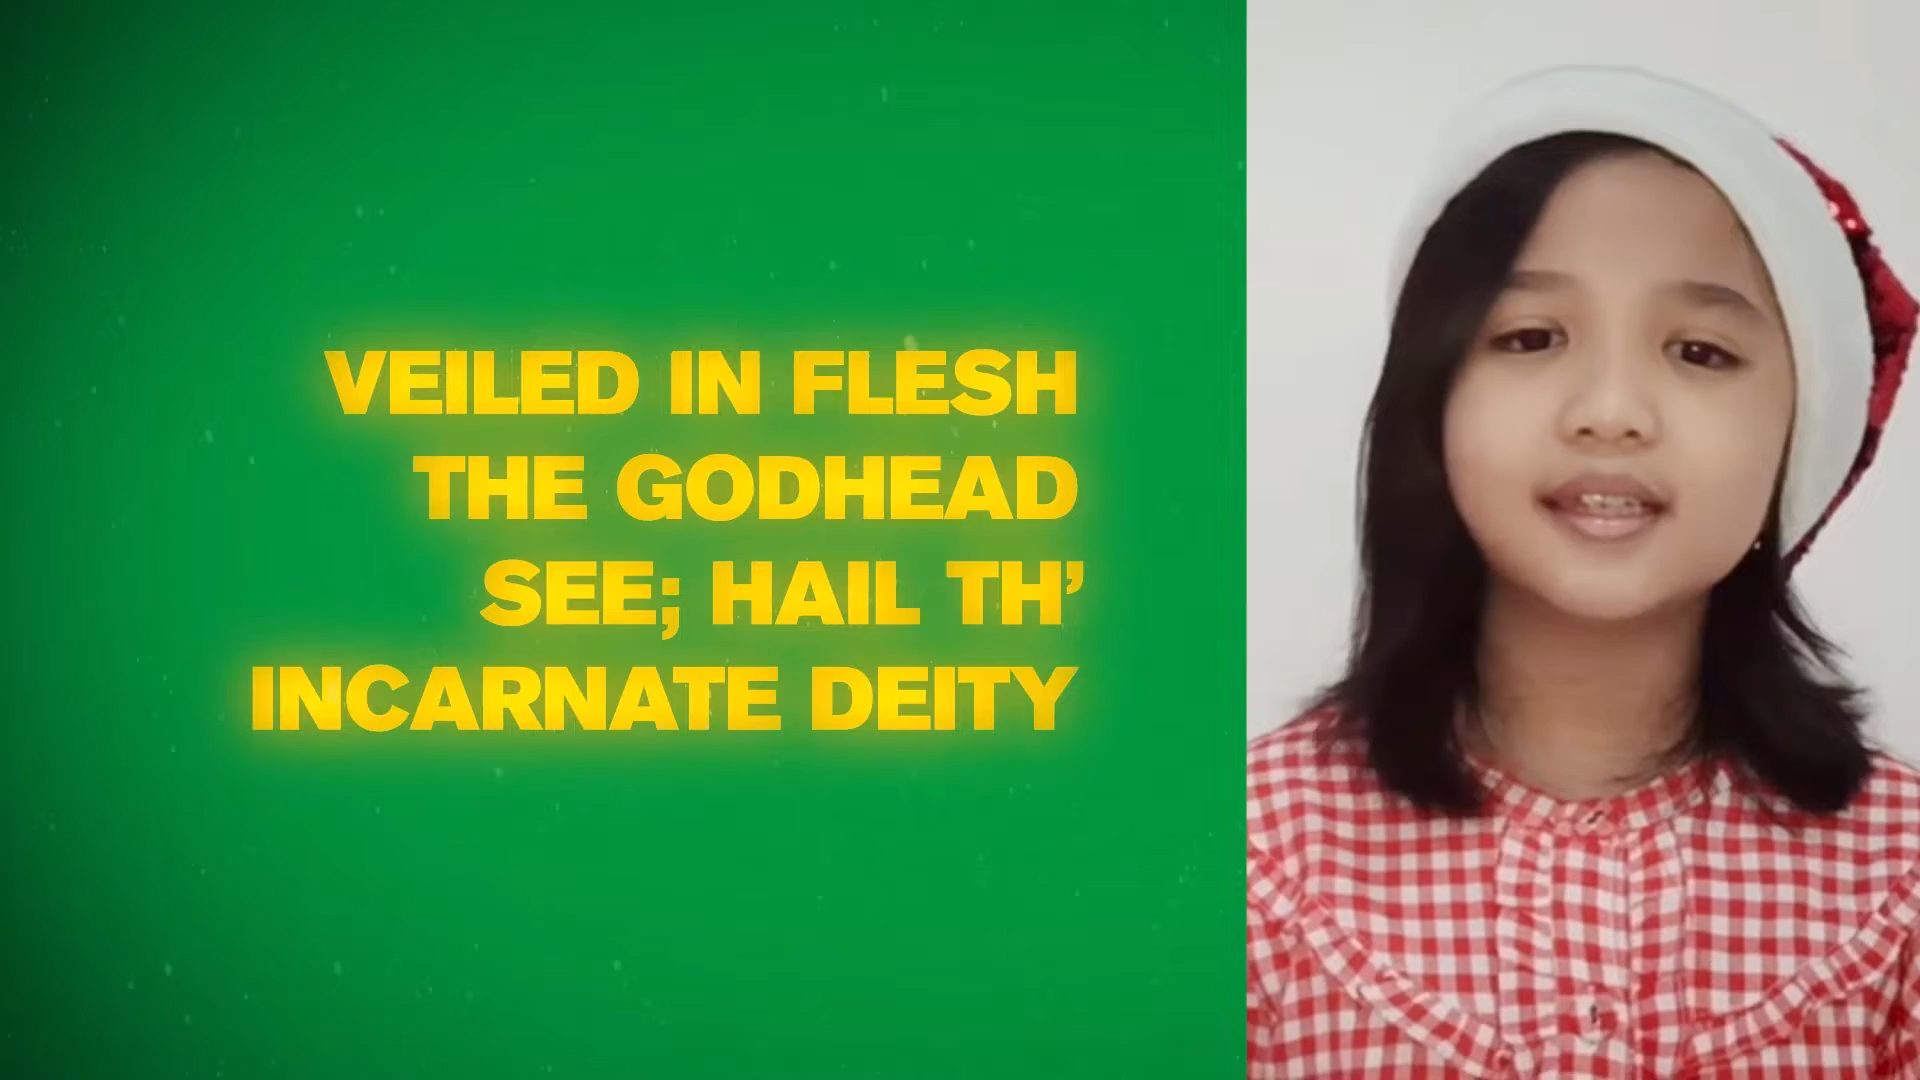 VEILED IN FLESH
THE GODHEAD
SEE; HAIL TH’
INCARNATE DEITY